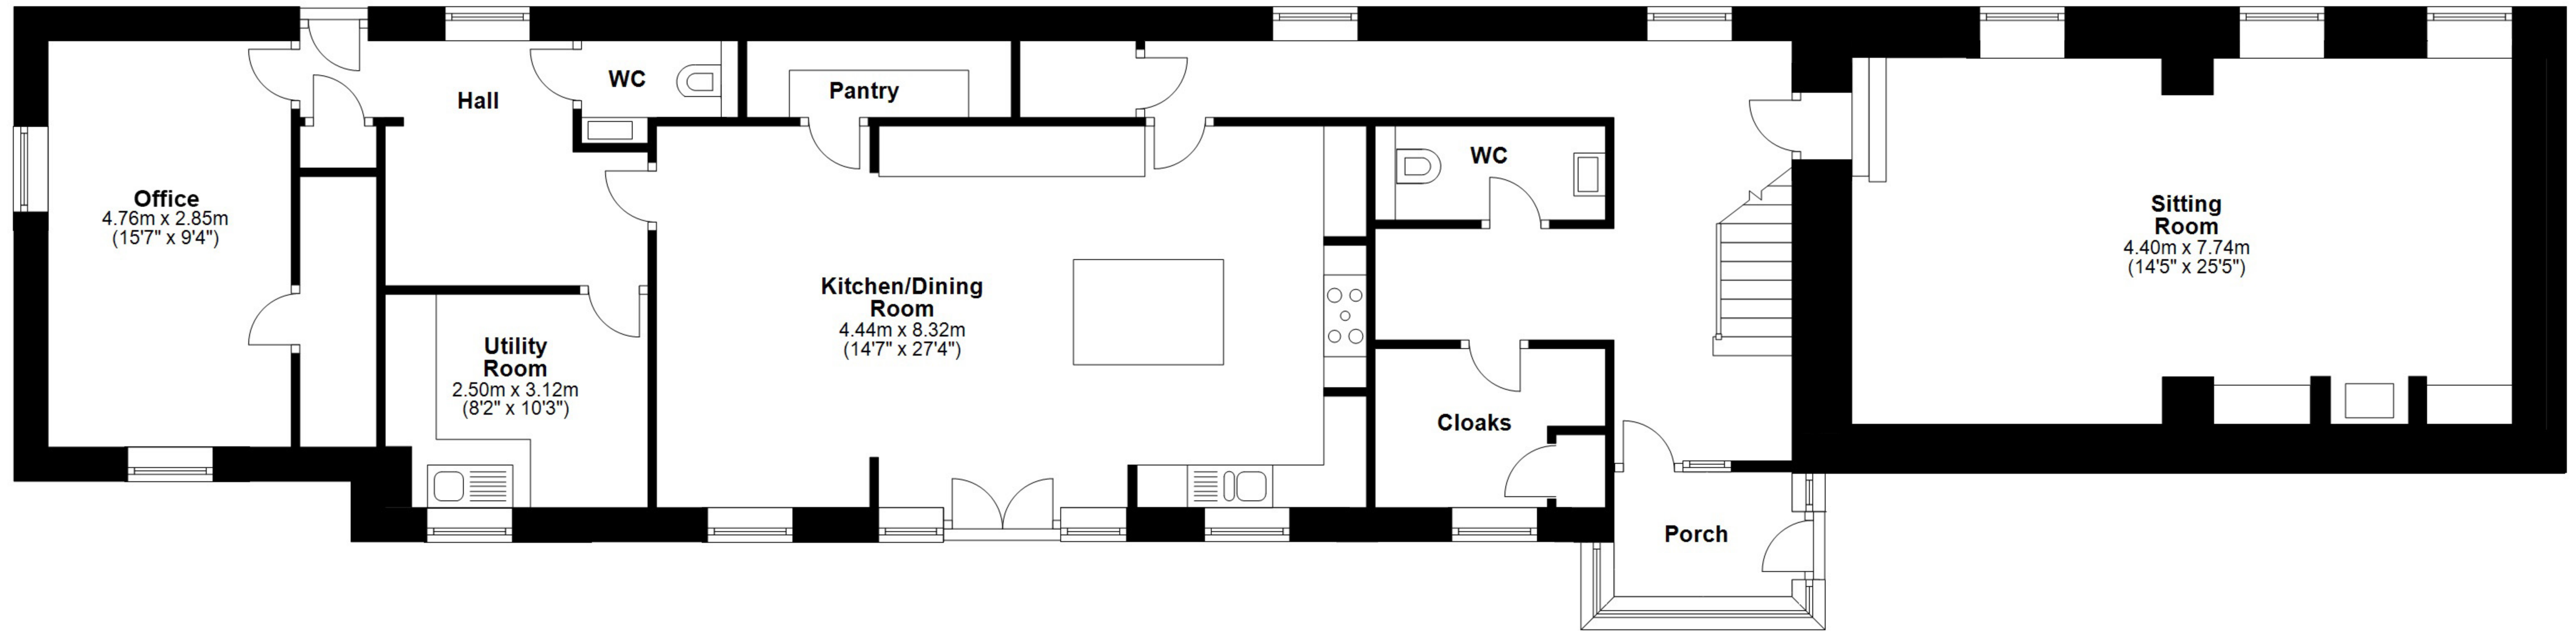 Office
4.76m x 2.85m
(15'7" x 9'4")
Hall
WC
Pantry
Utility
Room
2.50m x 3.12m
(8'2" x 10'3")
Kitchen/Dining
Room
4.44m x 8.32m
(14'7" x 27'4")
WC
Cloaks
Porch
Sitting
Room
4.40m x 7.74m
(14'5" x 25'5")